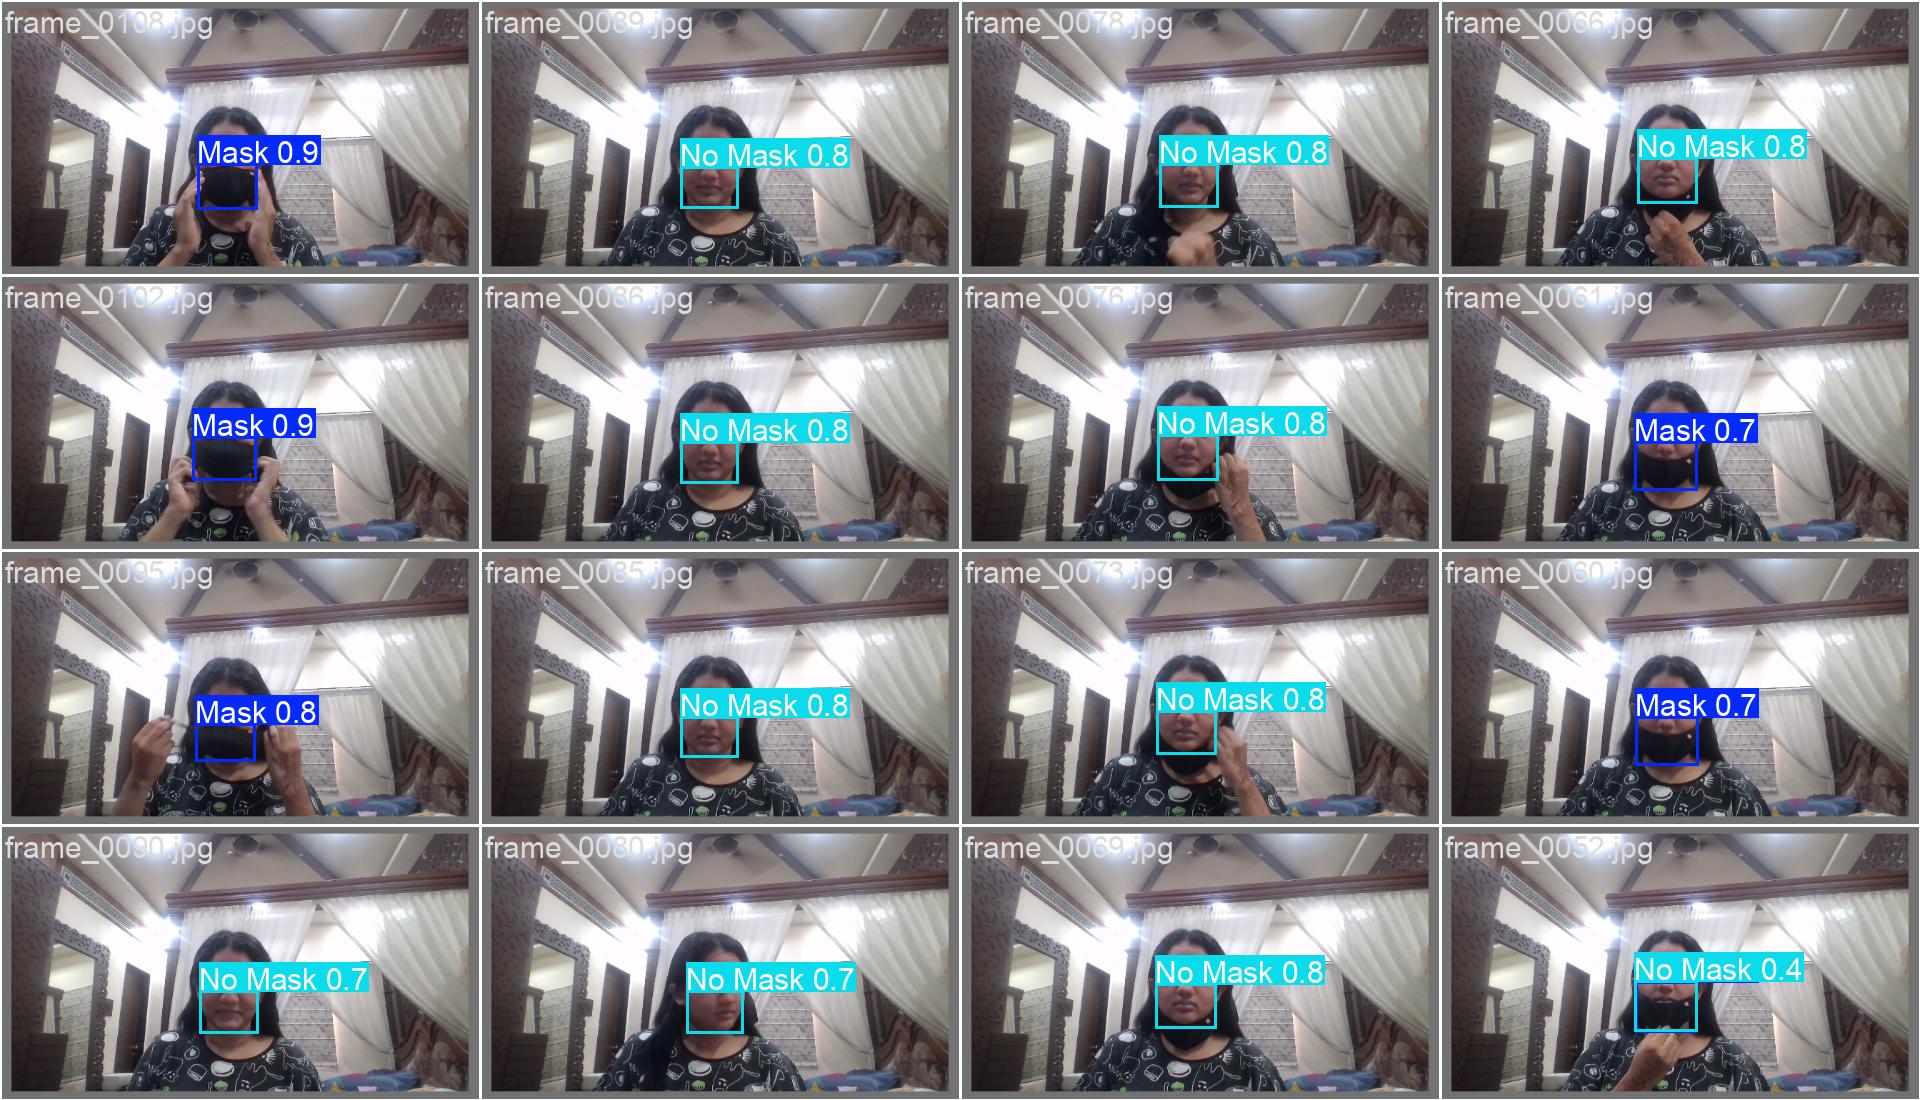 frame_0108.jpg
Mask 0.9
frame_0089.jpg
No Mask 0.8
frame_0078.jpg
No Mask 0.8
frame_0066.jpg
No Mask 0.8
frame_0102.jpg
Mask 0.9
frame_0086.jpg
No Mask 0.8
frame_0076.jpg
No Mask 0.8
frame_0061.jpg
Mask 0.7
frame_0095.jpg
Mask 0.8
frame_0085.jpg
No Mask 0.8
frame_0073.jpg
No Mask 0.8
frame_0060.jpg
Mask 0.7
frame_0090.jpg
No Mask 0.7
frame_0080.jpg
No Mask 0.7
frame_0069.jpg
No Mask 0.8
frame_0052.jpg
No Mask 0.4